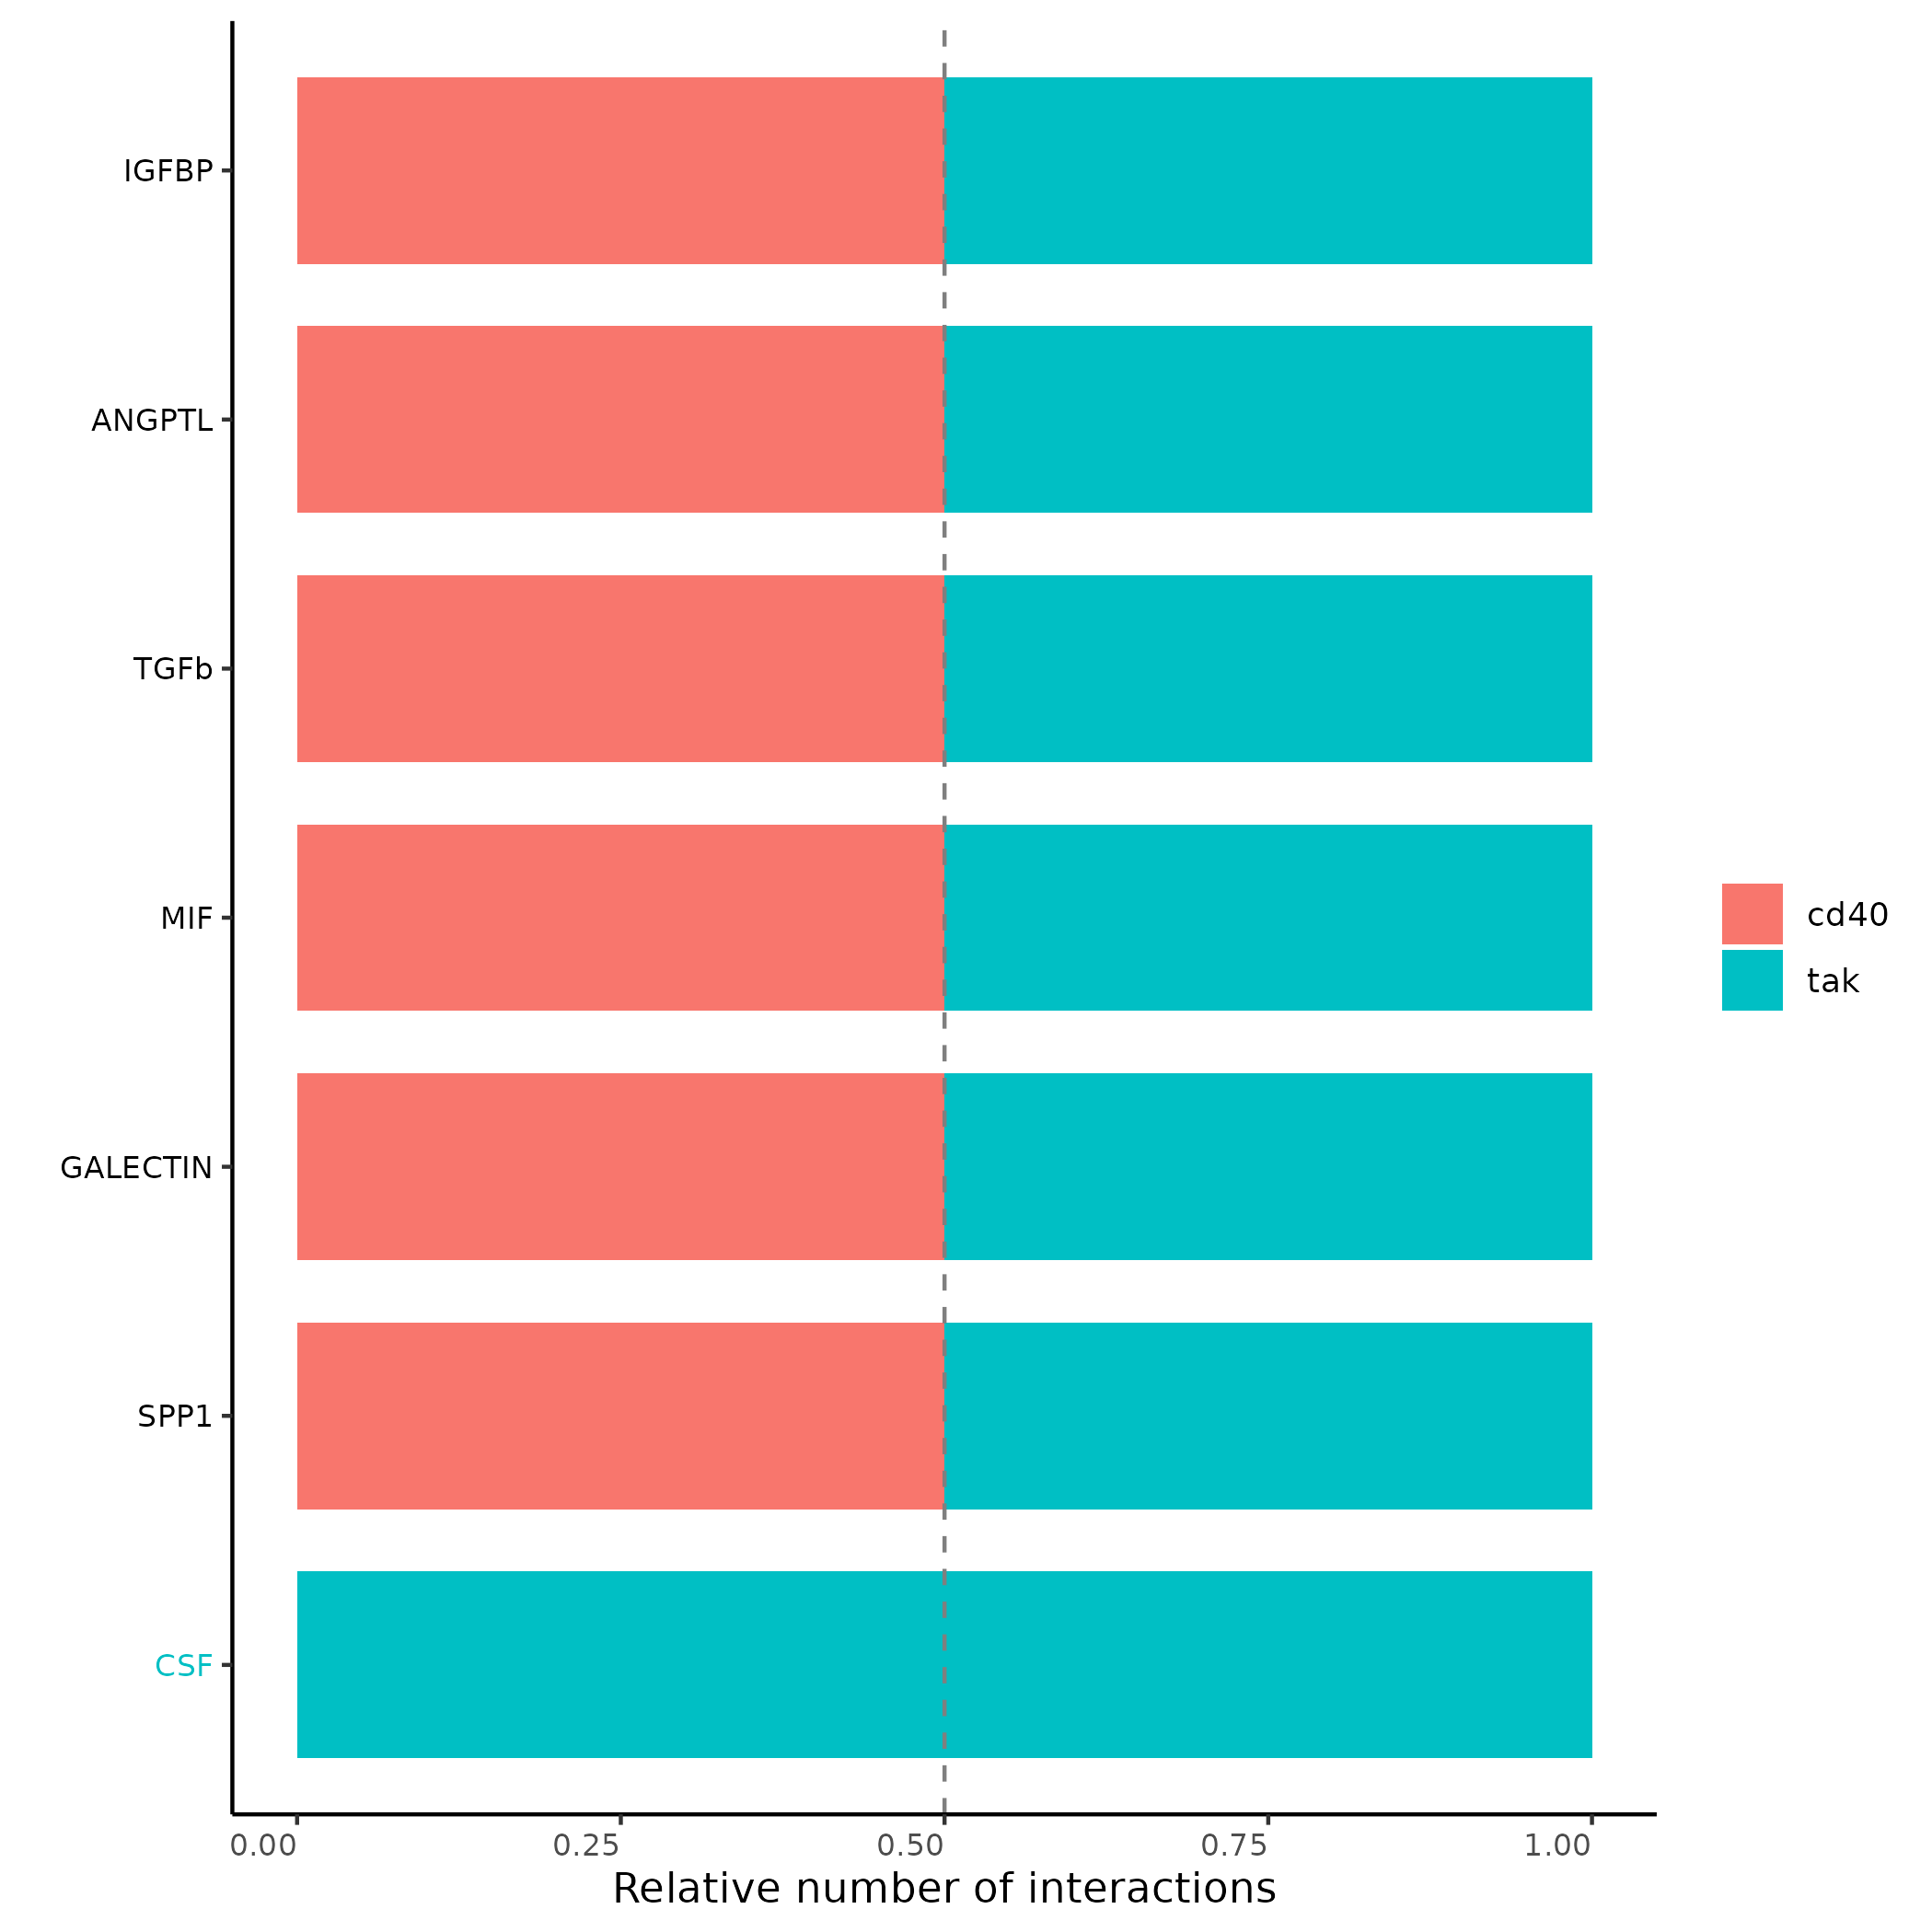 IGFBP
ANGPTL
TGFb
MIF
GALECTIN
SPP1
CSF
cd40
tak
0.00 0.25 0.50 0.75 1.00
Relative number of interactions